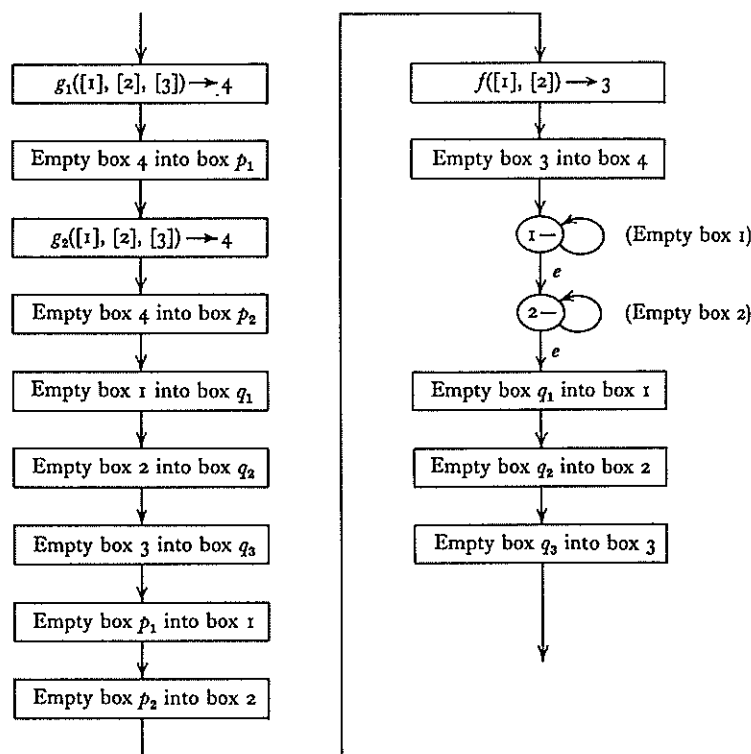 g₁([1], [2], [3]) → 4
Empty box 4 into box p₁
g₂([1], [2], [3]) → 4
Empty box 4 into box p₂
Empty box 1 into box q₁
Empty box 2 into box q₂
Empty box 3 into box q₃
Empty box p₁ into box 1
Empty box p₂ into box 2
f([1], [2]) → 3
Empty box 3 into box 4
1 – (Empty box 1)
e
2 – (Empty box 2)
e
Empty box q₁ into box 1
Empty box q₂ into box 2
Empty box q₃ into box 3